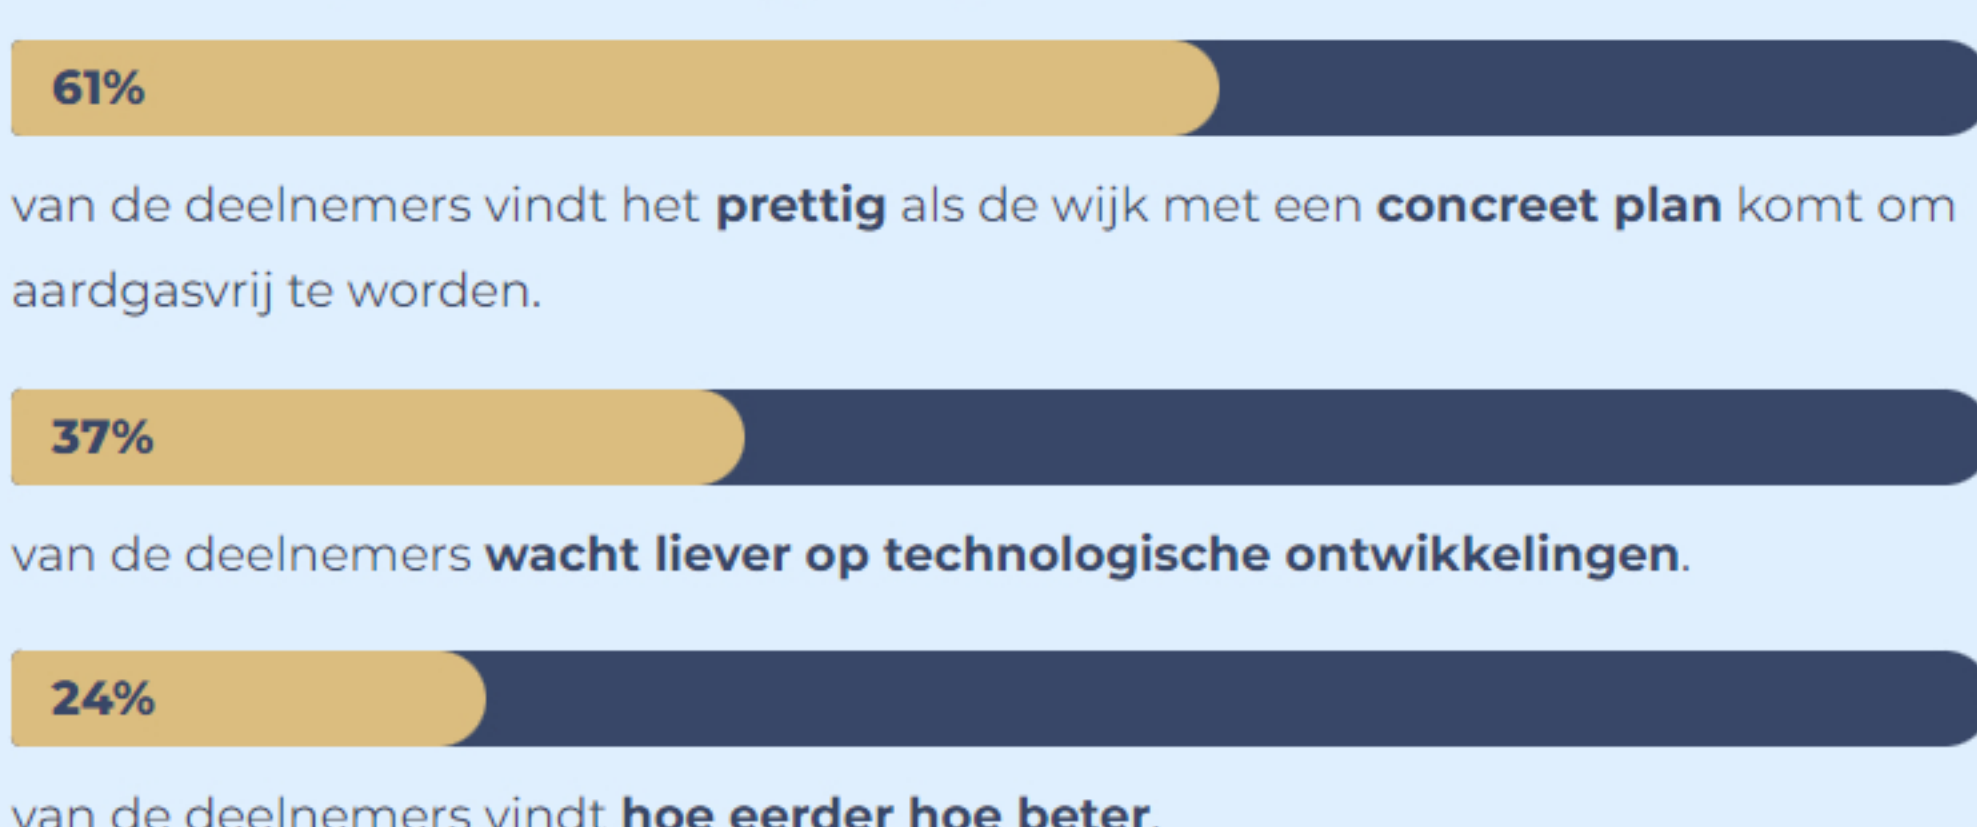 61%
van de deelnemers vindt het prettig als de wijk met een concreet plan komt om
aardgasvrij te worden.
37%
van de deelnemers wacht liever op technologische ontwikkelingen.
24%
van de deelnemers vindt hoe eerder hoe beter.